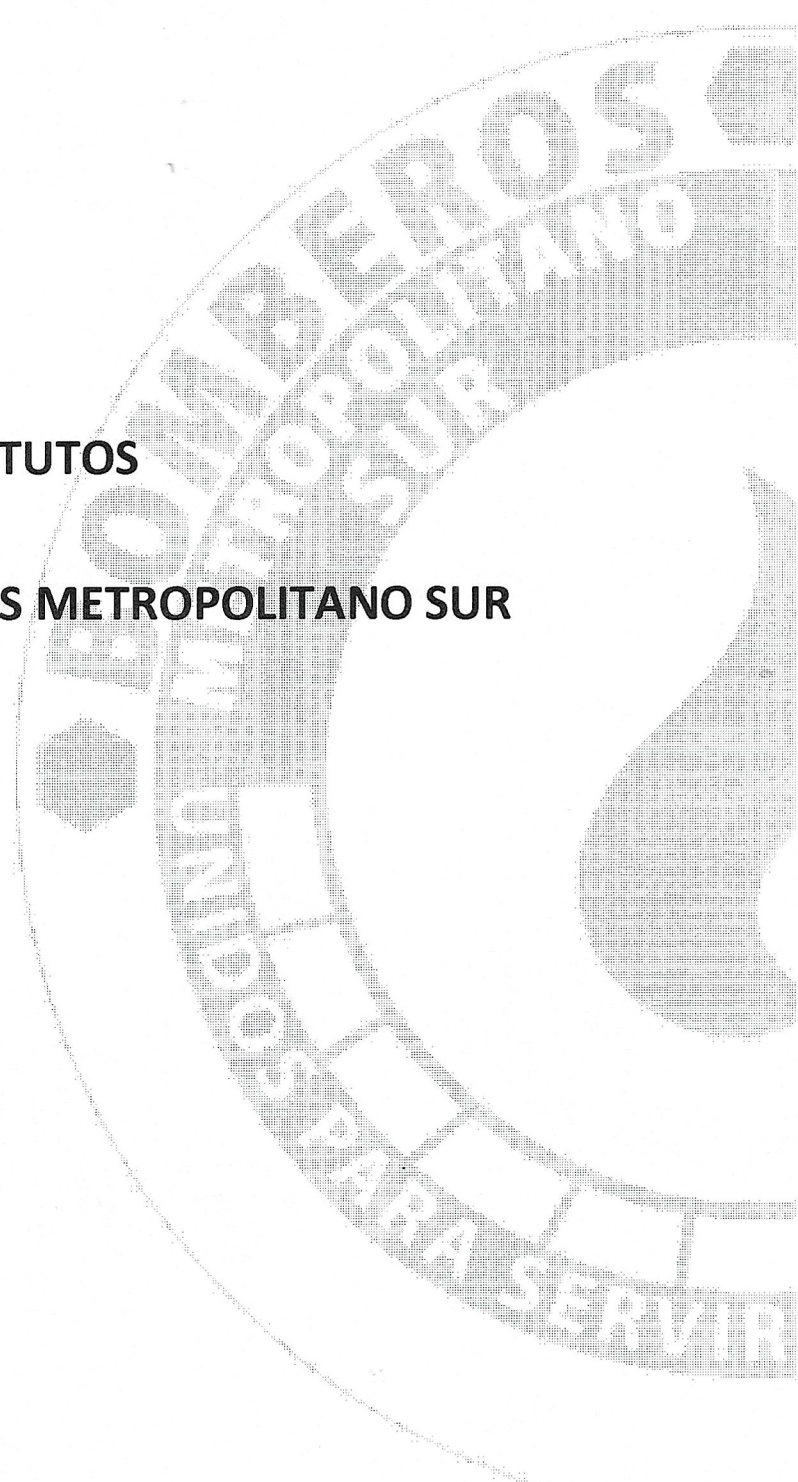 BOMBEROS
METROPOLITANO
SUR
TUTOS
S METROPOLITANO SUR
UNIDOS PARA SERVIR